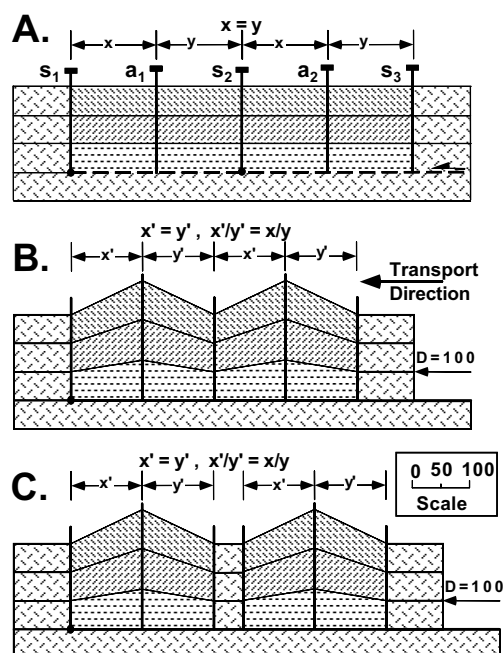 A.
x = y
x y x y
s1 a1 s2 a2 s3
x' = y' , x'/y' = x/y
B.
x' y' x' y'
Transport
Direction
D=100
x' = y' , x'/y' = x/y
C.
x' y' x' y'
0 50 100
Scale
D=100